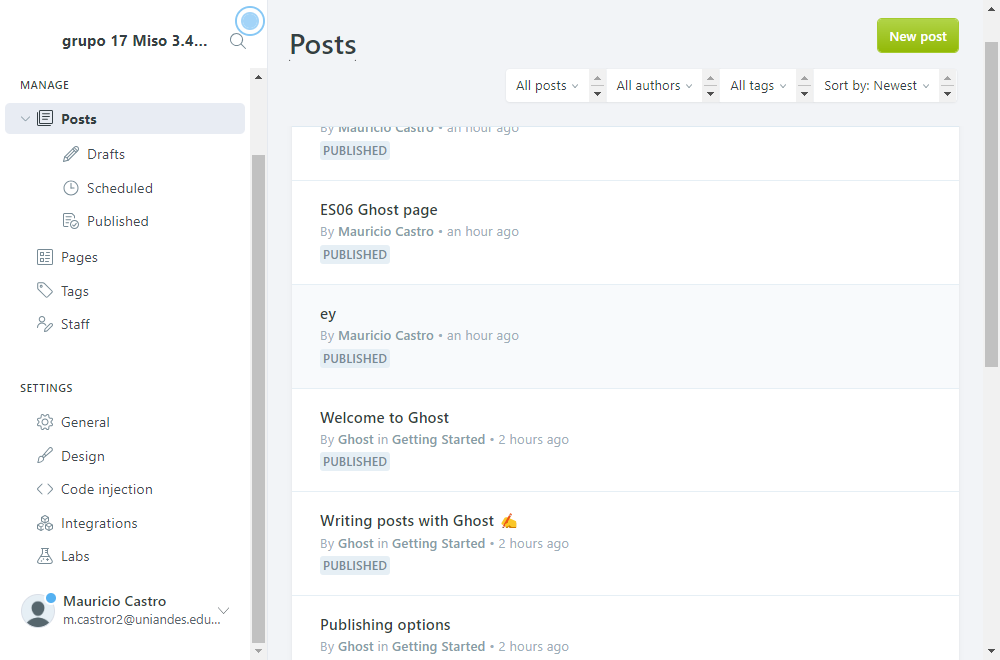 grupo 17 Miso 3.4...
MANAGE
Posts
Drafts
Scheduled
Published
Pages
Tags
Staff
SETTINGS
General
Design
Code injection
Integrations
Labs
Mauricio Castro
m.castror2@uniandes.edu...
Posts
New post
All posts
All authors
All tags
Sort by: Newest
By Mauricio Castro • an hour ago
PUBLISHED
ES06 Ghost page
By Mauricio Castro • an hour ago
PUBLISHED
ey
By Mauricio Castro • an hour ago
PUBLISHED
Welcome to Ghost
By Ghost in Getting Started • 2 hours ago
PUBLISHED
Writing posts with Ghost ✍️
By Ghost in Getting Started • 2 hours ago
PUBLISHED
Publishing options
By Ghost in Getting Started • 2 hours ago